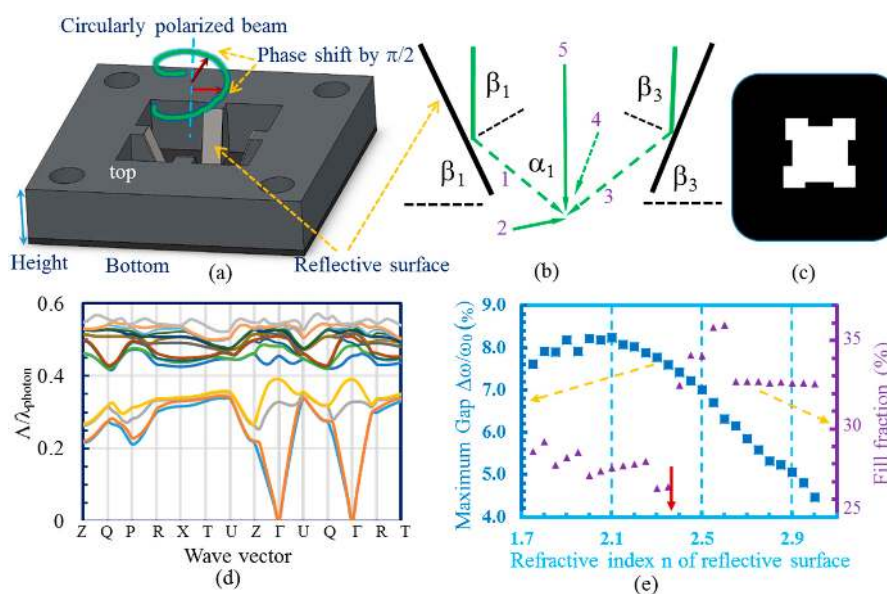 Circularly polarized beam
Phase shift by π/2
top
Height
Bottom
(a)
Reflective surface
β1
β1
1
α1
2
5
4
3
β3
β3
(b)
(c)
Λ/λphoton
0.6
0.4
0.2
0
Z Q P R X T U Z Γ U Q Γ R T
Wave vector
(d)
Maximum Gap Δω/ω0 (%)
9.0
8.0
7.0
6.0
5.0
4.0
1.7 2.1 2.5 2.9
Refractive index n of reflective surface
(e)
35
30
25
Fill fraction (%)